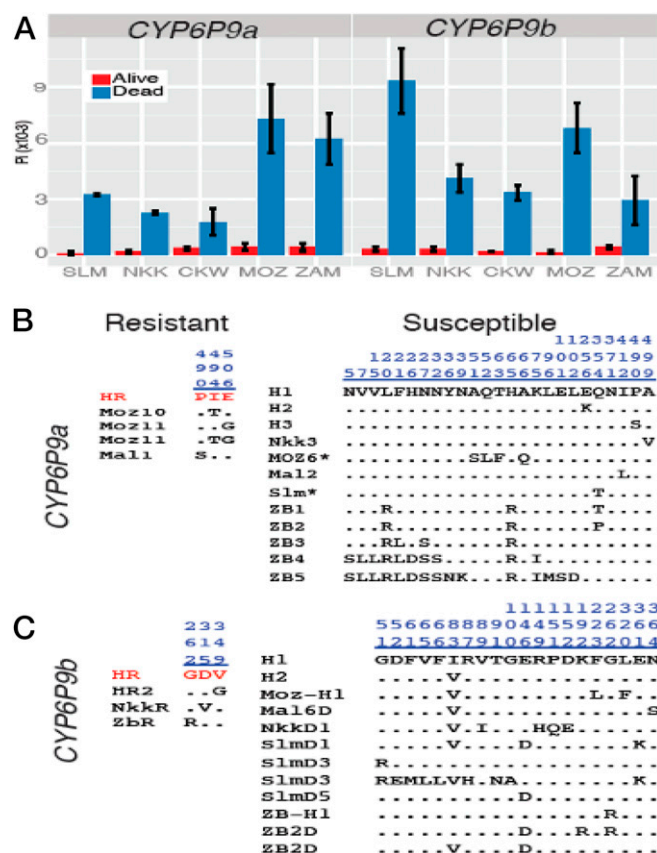 A
CYP6P9a CYP6P9b
Alive
Dead
Pi (x10-3)
9
6
3
0
SLM NKK CKW MOZ ZAM SLM NKK CKW MOZ ZAM
B
Resistant Susceptible
CYP6P9a
445
990
046
HR PIE
Moz10 .T.
Moz11 ..G
Moz11 .TG
Mal1 S..
H1 NVVLFHNNYNAQTHAKLELEQNIPA
H2 ...................K.....
H3 .......................S.
Nkk3 ........................V
MOZ6* ..........SLF.Q..........
Mal2 ......................L..
Slm* ....................T....
ZB1 ...R.........R......T....
ZB2 ...R.........R......P....
ZB3 ...RL.S......R...........
ZB4 SLLRLDSS.....R.I.........
ZB5 SLLRLDSSNK...R.IMSD......
C
CYP6P9b
233
614
259
HR GDV
HR2 ..G
NkkR .V.
ZbR R..
H1 GDFVFIRVTGERPDKFGLEN
H2 .....V..............
Moz-H1 .....V..........L.F.
Mal6D .....V.............S
NkkD1 .....V.I...HQE......
SlmD1 .....V....D.......K.
SlmD3 R...................
SlmD3 REMLLVH.NA........K.
SlmD5 ..........D.........
ZB-H1 ................R...
ZB2D ..........D...R.R...
ZB2D .....V....D.........